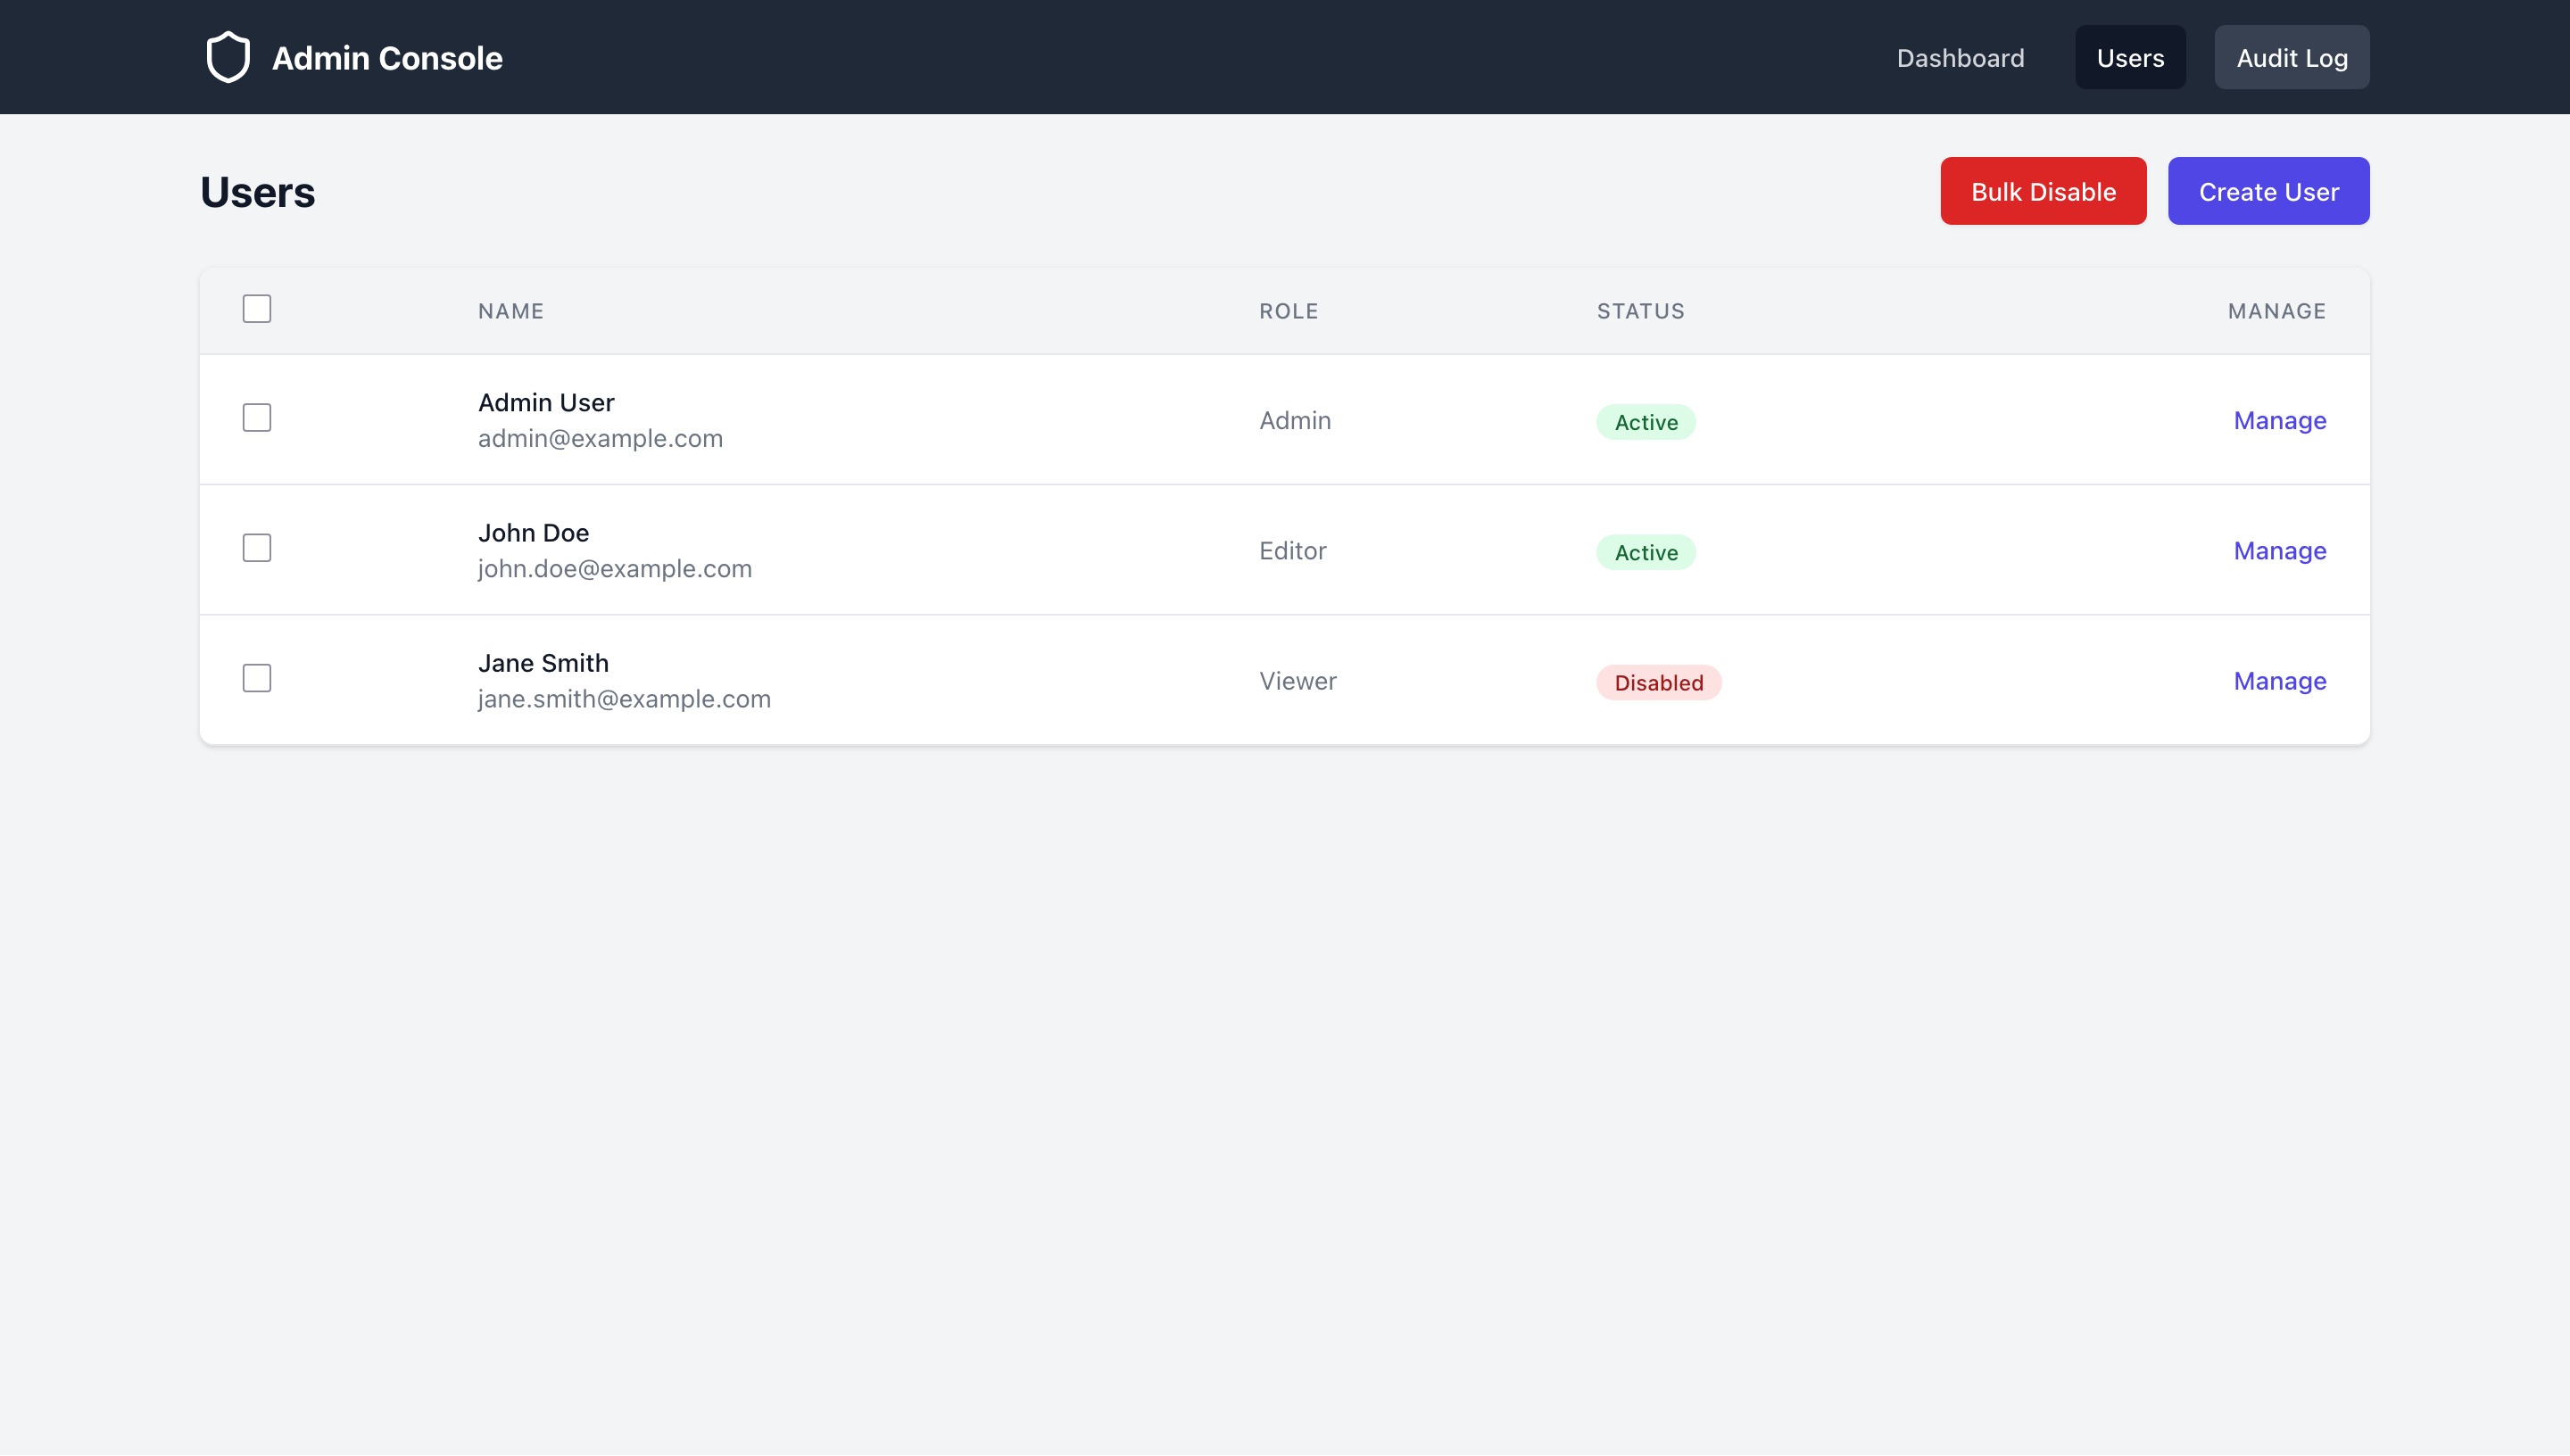 Admin Console
Dashboard
Users
Audit Log
Users
Bulk Disable
Create User
NAME ROLE STATUS MANAGE
Admin User
admin@example.com
Admin
Active
Manage
John Doe
john.doe@example.com
Editor
Active
Manage
Jane Smith
jane.smith@example.com
Viewer
Disabled
Manage